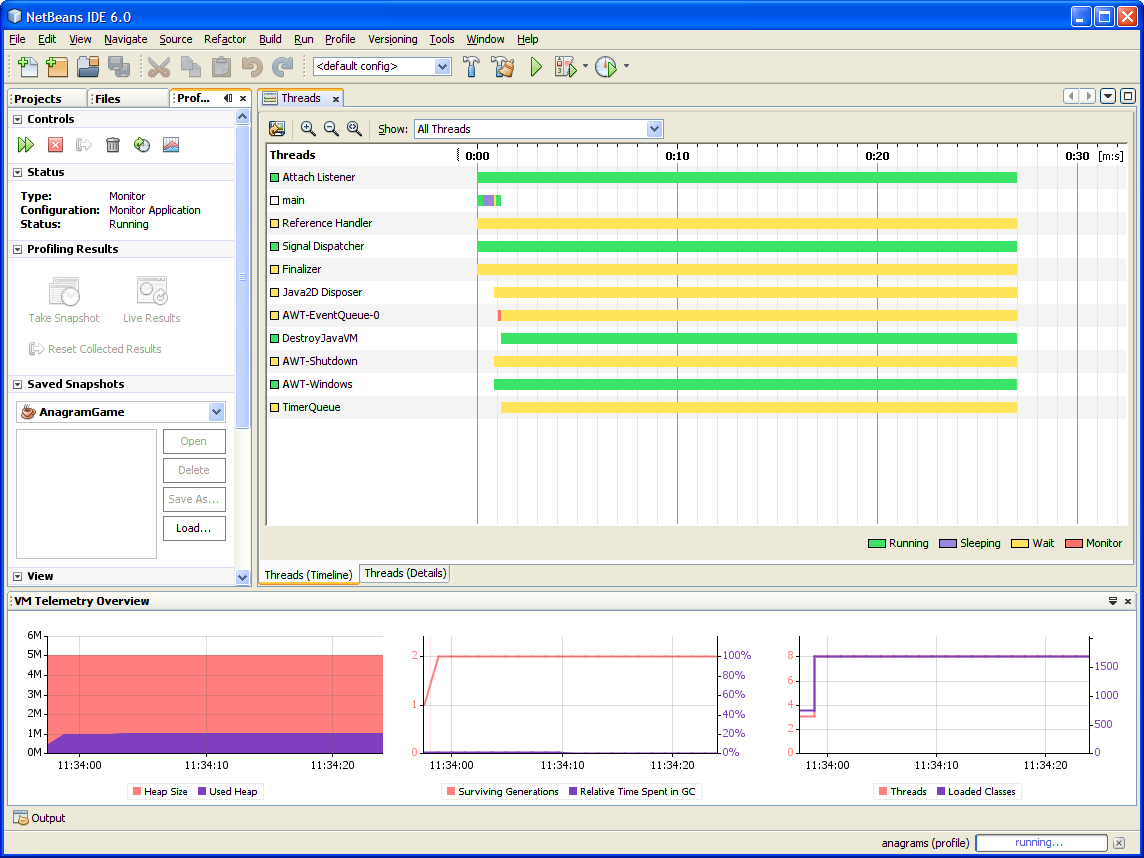 NetBeans IDE 6.0
File Edit View Navigate Source Refactor Build Run Profile Versioning Tools Window Help
<default config>
Projects Files Prof...
Controls
Status
Type: Monitor
Configuration: Monitor Application
Status: Running
Profiling Results
Take Snapshot Live Results
Reset Collected Results
Saved Snapshots
AnagramGame
Open
Delete
Save As...
Load...
View
Threads
Show: All Threads
Threads 0:00 0:10 0:20 0:30 [m:s]
Attach Listener
main
Reference Handler
Signal Dispatcher
Finalizer
Java2D Disposer
AWT-EventQueue-0
DestroyJavaVM
AWT-Shutdown
AWT-Windows
TimerQueue
Running Sleeping Wait Monitor
Threads (Timeline) Threads (Details)
VM Telemetry Overview
6M
5M
4M
3M
2M
1M
0M
11:34:00 11:34:10 11:34:20
Heap Size Used Heap
2
1
0
100%
80%
60%
40%
20%
0%
11:34:00 11:34:10 11:34:20
Surviving Generations Relative Time Spent in GC
8
6
4
2
0
1500
1000
500
0
11:34:00 11:34:10 11:34:20
Threads Loaded Classes
Output
anagrams (profile) running...